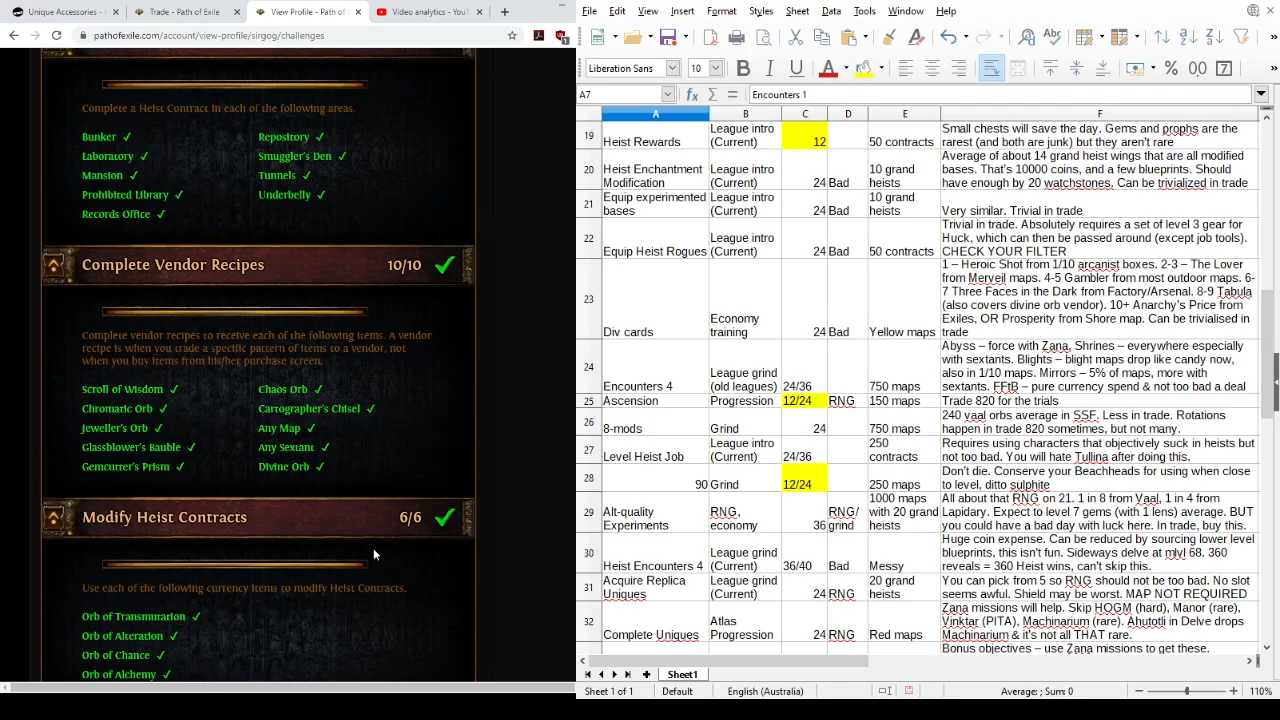 Unique Accessories -
Trade - Path of Exile
View Profile - Path of
Video analytics - You
pathofexile.com/account/view-profile/sirgog/challenges
Complete a Heist Contract in each of the following areas.
Bunker ✓ Repository ✓
Laboratory ✓ Smuggler's Den ✓
Mansion ✓ Tunnels ✓
Prohibited Library ✓ Underbelly ✓
Records Office ✓
Complete Vendor Recipes 10/10
Complete vendor recipes to receive each of the following items. A vendor
recipe is when you trade a specific pattern of items to a vendor, not
when you buy items from his/her purchase screen.
Scroll of Wisdom ✓ Chaos Orb ✓
Chromatic Orb ✓ Cartographer's Chisel ✓
Jeweller's Orb ✓ Any Map ✓
Glassblower's Bauble ✓ Any Sextant ✓
Gemcutter's Prism ✓ Divine Orb ✓
Modify Heist Contracts 6/6
Use each of the following currency items to modify Heist Contracts.
Orb of Transmutation ✓
Orb of Alteration ✓
Orb of Chance ✓
Orb of Alchemy ✓
File Edit View Insert Format Styles Sheet Data Tools Window Help
Liberation Sans 10
A7 Encounters 1
A B C D E F
19 Heist Rewards League intro (Current) 12 50 contracts Small chests will save the day. Gems and prophs are the
rarest (and both are junk) but they aren't rare
20 Heist Enchantment Modification League intro (Current) 24 Bad 10 grand heists Average of about 14 grand heist wings that are all modified
bases. That's 10000 coins, and a few blueprints. Should
have enough by 20 watchstones. Can be trivialized in trade
21 Equip experimented bases League intro (Current) 24 Bad 10 grand heists Very similar. Trivial in trade
22 Equip Heist Rogues League intro (Current) 24 Bad 50 contracts Trivial in trade. Absolutely requires a set of level 3 gear for
Huck, which can then be passed around (except job tools).
CHECK YOUR FILTER
23 Div cards Economy training 24 Bad Yellow maps 1 – Heroic Shot from 1/10 arcanist boxes. 2-3 – The Lover
from Merveil maps. 4-5 Gambler from most outdoor maps. 6-
7 Three Faces in the Dark from Factory/Arsenal. 8-9 Tabula
(also covers divine orb vendor). 10+ Anarchy's Price from
Exiles, OR Prosperity from Shore map. Can be trivialised in
trade
24 Encounters 4 League grind (old leagues) 24/36 750 maps Abyss – force with Zana, Shrines – everywhere especially
with sextants. Blights – blight maps drop like candy now,
also in 1/10 maps. Mirrors – 5% of maps, more with
sextants. FFtB – pure currency spend & not too bad a deal
25 Ascension Progression 12/24 RNG 150 maps Trade 820 for the trials
26 8-mods Grind 24 750 maps 240 vaal orbs average in SSF. Less in trade. Rotations
happen in trade 820 sometimes, but not many.
27 Level Heist Job League intro (Current) 24/36 250 contracts Requires using characters that objectively suck in heists but
not too bad. You will hate Tullina after doing this.
28 90 Grind 12/24 250 maps Don't die. Conserve your Beachheads for using when close
to level, ditto sulphite
29 Alt-quality Experiments RNG, economy 36 RNG/ grind 1000 maps with 20 grand heists All about that RNG on 21. 1 in 8 from Vaal, 1 in 4 from
Lapidary. Expect to level 7 gems (with 1 lens) average. BUT
you could have a bad day with luck here. In trade, buy this.
30 Heist Encounters 4 League grind (Current) 36/40 Bad Messy Huge coin expense. Can be reduced by sourcing lower level
blueprints, this isn't fun. Sideways delve at mlvl 68. 360
reveals = 360 Heist wins, can't skip this.
31 Acquire Replica Uniques League grind (Current) 24 RNG 20 grand heists You can pick from 5 so RNG should not be too bad. No slot
seems awful. Shield may be worst. MAP NOT REQUIRED
32 Complete Uniques Atlas Progression 24 RNG Red maps Zana missions will help. Skip HOGM (hard), Manor (rare),
Vinktar (PITA), Machinarium (rare). Ahutotli in Delve drops
Machinarium & it's not all THAT rare.
Bonus objectives – use Zana missions to get these.
Sheet1
Sheet 1 of 1 Default English (Australia) Average: ; Sum: 0 110%